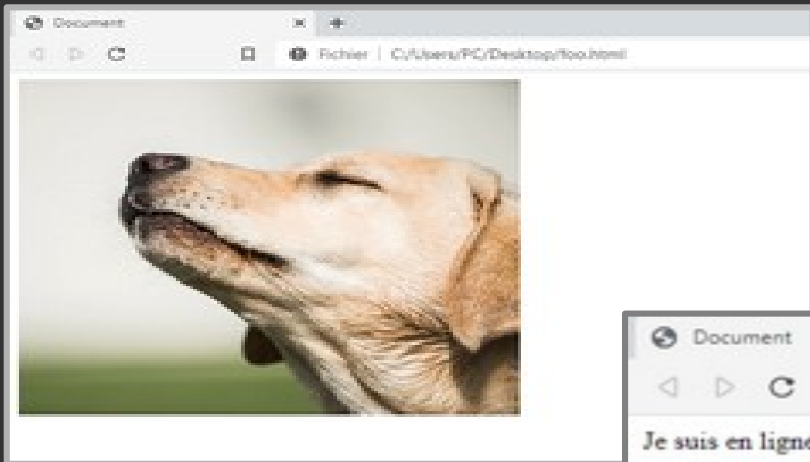 Document
Fichier | C:/Users/PC/Desktop/foo.html
Document
Je suis en ligne